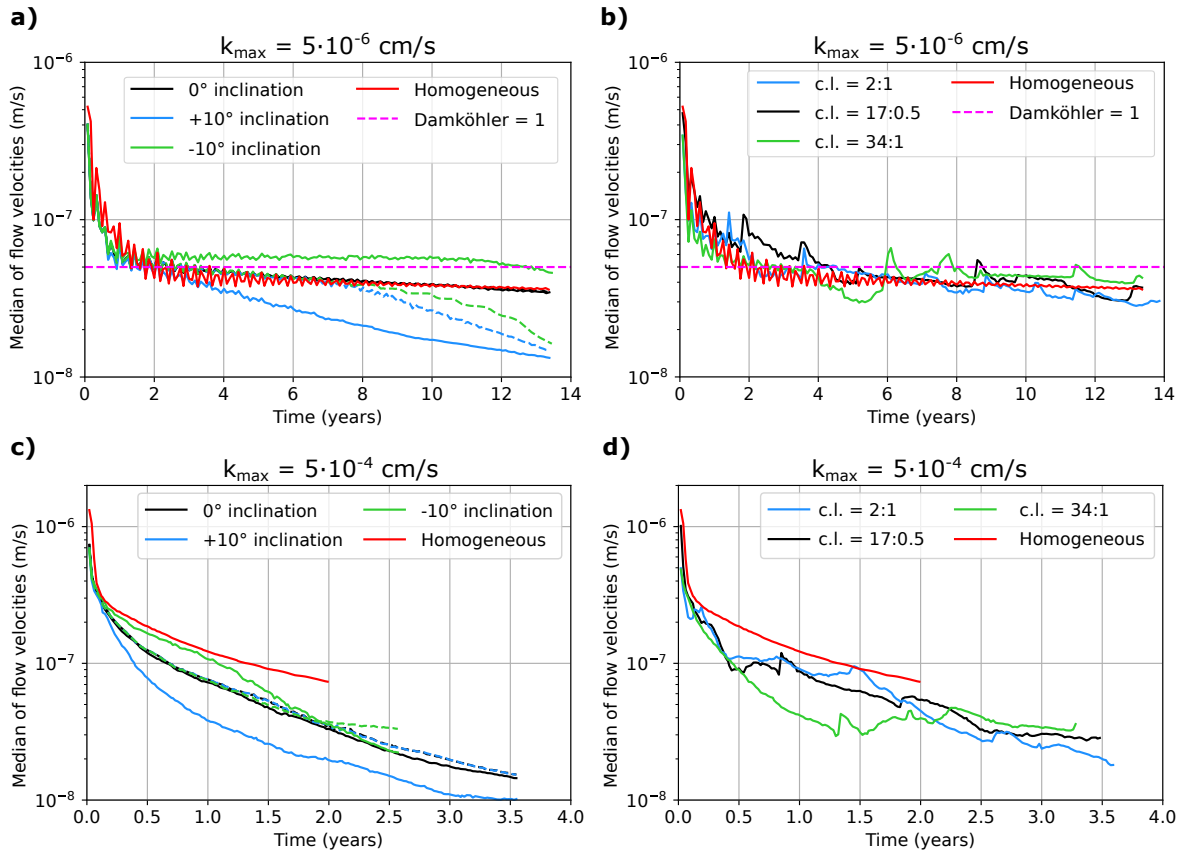 a)
k_max = 5·10^-6 cm/s
10^-6
10^-7
10^-8
Median of flow velocities (m/s)
0° inclination
+10° inclination
-10° inclination
Homogeneous
Damköhler = 1
0 2 4 6 8 10 12 14
Time (years)
b)
k_max = 5·10^-6 cm/s
10^-6
10^-7
10^-8
Median of flow velocities (m/s)
c.l. = 2:1
c.l. = 17:0.5
c.l. = 34:1
Homogeneous
Damköhler = 1
0 2 4 6 8 10 12 14
Time (years)
c)
k_max = 5·10^-4 cm/s
10^-6
10^-7
10^-8
Median of flow velocities (m/s)
0° inclination
+10° inclination
-10° inclination
Homogeneous
0.0 0.5 1.0 1.5 2.0 2.5 3.0 3.5 4.0
Time (years)
d)
k_max = 5·10^-4 cm/s
10^-6
10^-7
10^-8
Median of flow velocities (m/s)
c.l. = 2:1
c.l. = 17:0.5
c.l. = 34:1
Homogeneous
0.0 0.5 1.0 1.5 2.0 2.5 3.0 3.5 4.0
Time (years)